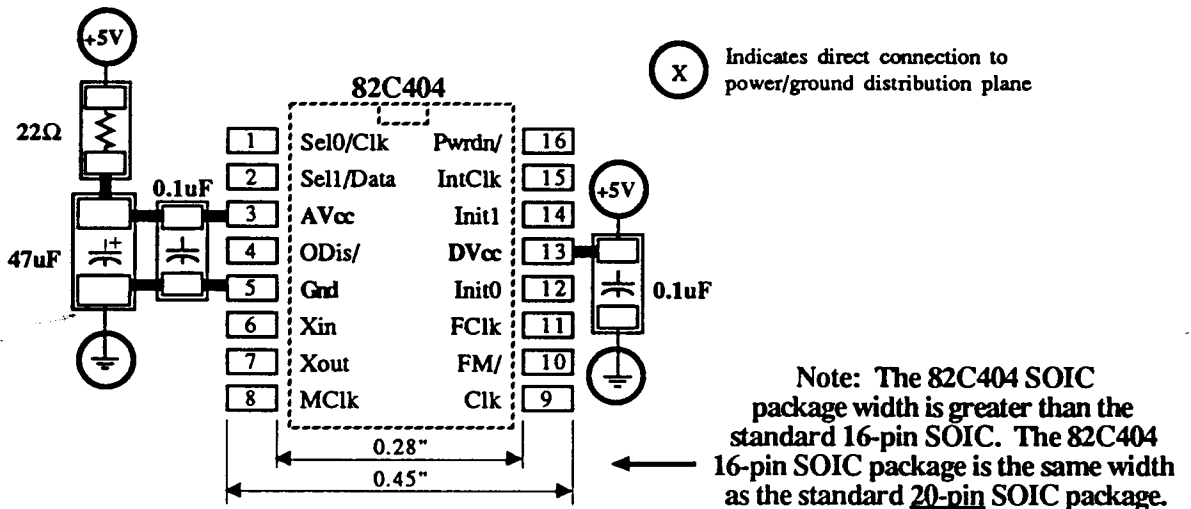 +5V
22Ω
47uF
0.1uF
82C404
1 Sel0/Clk Pwrdn/ 16
2 Sel1/Data IntClk 15
3 AVcc Init1 14
4 ODis/ DVcc 13
5 Gnd Init0 12
6 Xin FClk 11
7 Xout FM/ 10
8 MClk Clk 9
0.28"
0.45"
+5V
0.1uF
X
Indicates direct connection to
power/ground distribution plane
Note: The 82C404 SOIC
package width is greater than the
standard 16-pin SOIC. The 82C404
16-pin SOIC package is the same width
as the standard 20-pin SOIC package.